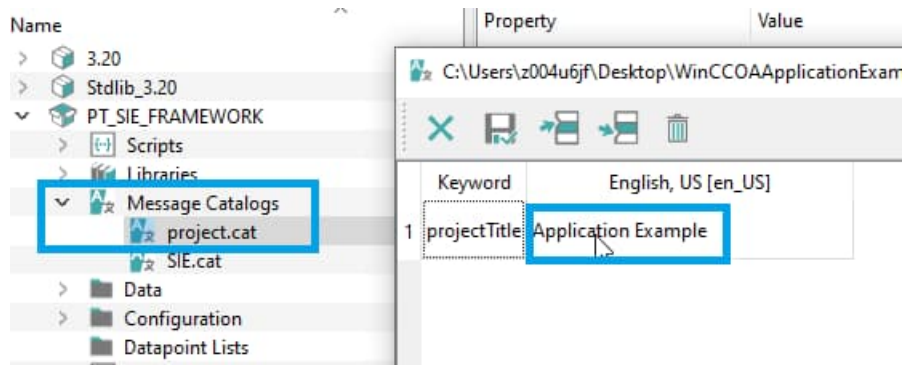 Name
3.20
Stdlib_3.20
PT_SIE_FRAMEWORK
Scripts
Libraries
Message Catalogs
project.cat
SIE.cat
Data
Configuration
Datapoint Lists
Property Value
C:\Users\z004u6jf\Desktop\WinCCOAApplicationExam
Keyword English, US [en_US]
1 projectTitle Application Example